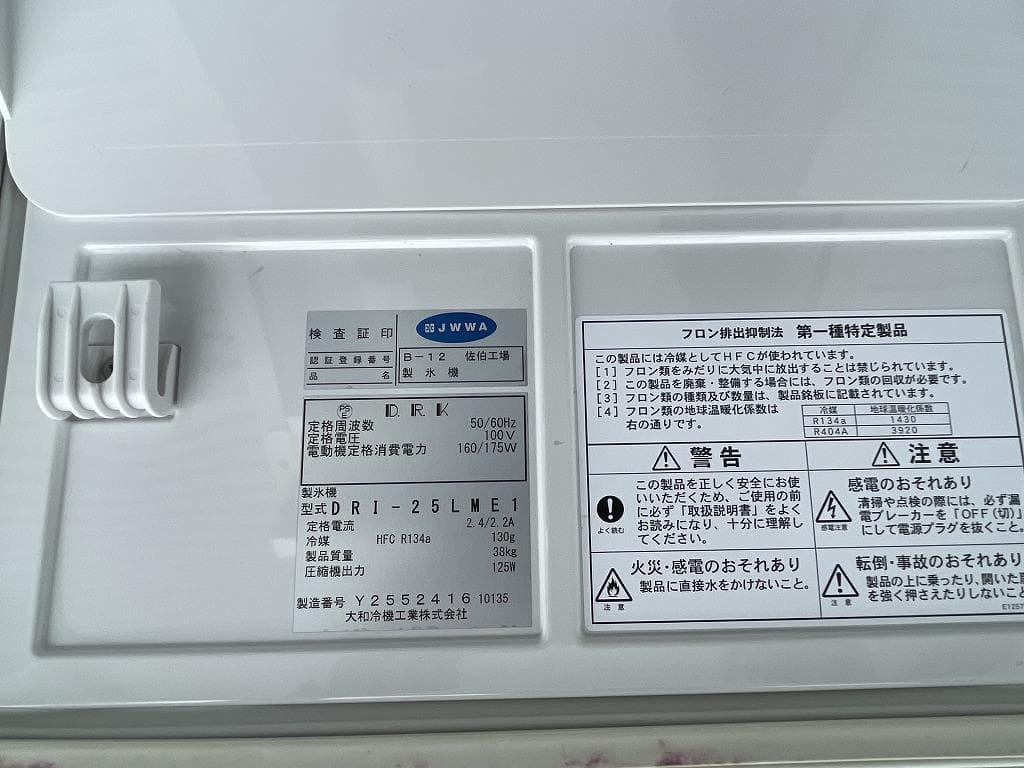 検査証印
JWWA
認証登録番号
B-12 佐伯工場
品名
製氷機
PSE D.R.K
定格周波数 50/60Hz
定格電圧 100V
電動機定格消費電力 160/175W
製氷機
型式 DRI-25LME1
定格電流 2.4/2.2A
冷媒 HFC R134a 130g
製品質量 38kg
圧縮機出力 125W
製造番号 Y2552416 10135
大和冷機工業株式会社
フロン排出抑制法 第一種特定製品
この製品には冷媒としてHFCが使われています。
[1] フロン類をみだりに大気中に放出することは禁じられています。
[2] この製品を廃棄・整備する場合には、フロン類の回収が必要です。
[3] フロン類の種類及び数量は、製品銘板に記載されています。
[4] フロン類の地球温暖化係数は
右の通りです。
冷媒 地球温暖化係数
R134a 1430
R404A 3920
警告
よく読む
この製品を正しく安全にお使
いいただくため、ご使用の前
に必ず「取扱説明書」をよく
お読みになり、十分に理解し
てください。
注意
火災・感電のおそれあり
製品に直接水をかけないこと。
注意
感電のおそれあり
感電注意
清掃や点検の際には、必ず漏
電ブレーカーを「OFF(切)」
にして電源プラグを抜くこと。
注意
転倒・事故のおそれあり
製品の上に乗ったり、開いた
を強く押さえたりしないこと
E1257